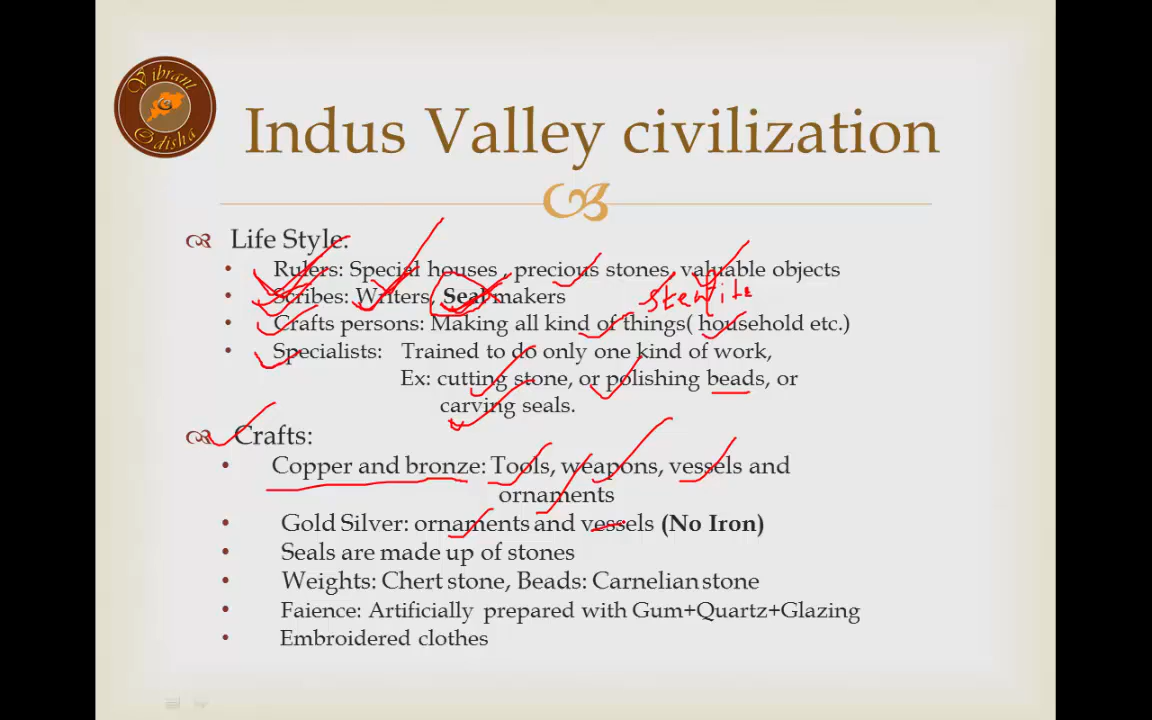 Vibrant
Odisha
Indus Valley civilization
Life Style:
• Rulers: Special houses , precious stones, valuable objects
• Scribes: Writers, Seal makers
steatite
• Crafts persons: Making all kind of things( household etc.)
• Specialists: Trained to do only one kind of work,
Ex: cutting stone, or polishing beads, or
carving seals.
Crafts:
• Copper and bronze: Tools, weapons, vessels and
ornaments
• Gold Silver: ornaments and vessels (No Iron)
• Seals are made up of stones
• Weights: Chert stone, Beads: Carnelian stone
• Faience: Artificially prepared with Gum+Quartz+Glazing
• Embroidered clothes